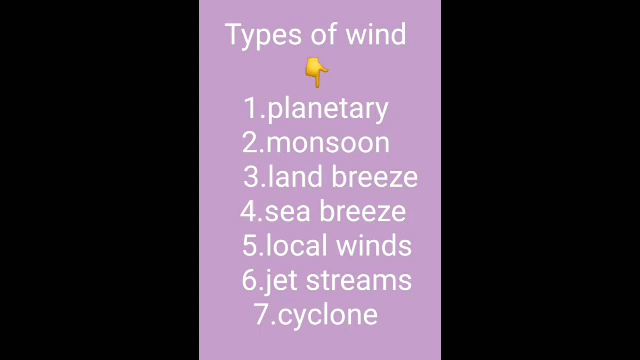 Types of wind
👇
1.planetary
2.monsoon
3.land breeze
4.sea breeze
5.local winds
6.jet streams
7.cyclone